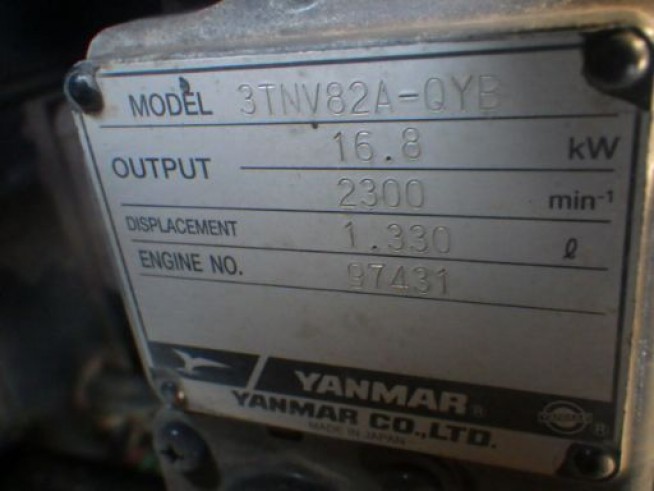 MODEL 3TNV82A-QYB
OUTPUT 16.8 kW
2300 min-¹
DISPLACEMENT 1.330 ℓ
ENGINE NO. 97431
YANMAR ®
YANMAR CO.,LTD.
MADE IN JAPAN